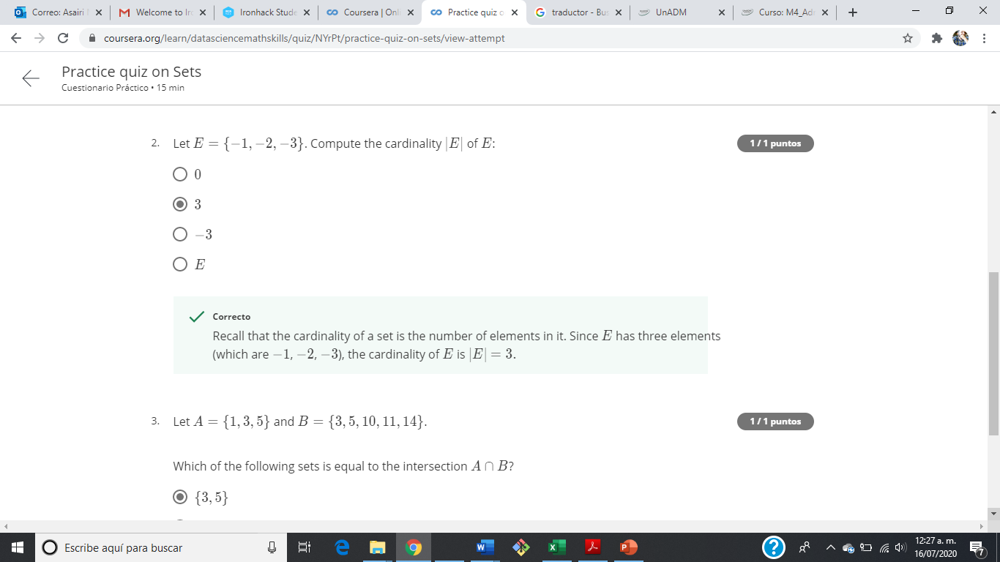 Correo: Asairi
Welcome to Ir
Ironhack Stude
Coursera | Onli
Practice quiz o
traductor - Bus
UnADM
Curso: M4_Adr
coursera.org/learn/datasciencemathskills/quiz/NYrPt/practice-quiz-on-sets/view-attempt
Practice quiz on Sets
Cuestionario Práctico • 15 min
2. Let E = {−1, −2, −3}. Compute the cardinality |E| of E:
1 / 1 puntos
0
3
−3
E
Correcto
Recall that the cardinality of a set is the number of elements in it. Since E has three elements
(which are −1, −2, −3), the cardinality of E is |E| = 3.
3. Let A = {1, 3, 5} and B = {3, 5, 10, 11, 14}.
1 / 1 puntos
Which of the following sets is equal to the intersection A ∩ B?
{3, 5}
Escribe aquí para buscar
12:27 a. m.
16/07/2020
7